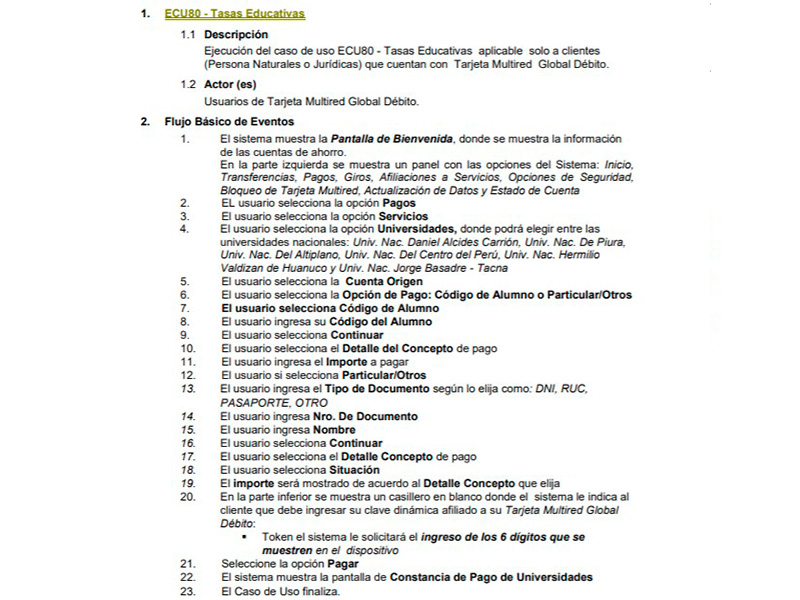 1. ECU80 - Tasas Educativas
1.1 Descripción
Ejecución del caso de uso ECU80 - Tasas Educativas aplicable solo a clientes
(Persona Naturales o Jurídicas) que cuentan con Tarjeta Multired Global Débito.
1.2 Actor (es)
Usuarios de Tarjeta Multired Global Débito.
2. Flujo Básico de Eventos
1. El sistema muestra la Pantalla de Bienvenida, donde se muestra la información
de las cuentas de ahorro.
En la parte izquierda se muestra un panel con las opciones del Sistema: Inicio,
Transferencias, Pagos, Giros, Afiliaciones a Servicios, Opciones de Seguridad,
Bloqueo de Tarjeta Multired, Actualización de Datos y Estado de Cuenta
2. EL usuario selecciona la opción Pagos
3. El usuario selecciona la opción Servicios
4. El usuario selecciona la opción Universidades, donde podrá elegir entre las
universidades nacionales: Univ. Nac. Daniel Alcides Carrión, Univ. Nac. De Piura,
Univ. Nac. Del Altiplano, Univ. Nac. Del Centro del Perú, Univ. Nac. Hermilio
Valdizan de Huanuco y Univ. Nac. Jorge Basadre - Tacna
5. El usuario selecciona la Cuenta Origen
6. El usuario selecciona la Opción de Pago: Código de Alumno o Particular/Otros
7. El usuario selecciona Código de Alumno
8. El usuario ingresa su Código del Alumno
9. El usuario selecciona Continuar
10. El usuario selecciona el Detalle del Concepto de pago
11. El usuario ingresa el Importe a pagar
12. El usuario si selecciona Particular/Otros
13. El usuario ingresa el Tipo de Documento según lo elija como: DNI, RUC,
PASAPORTE, OTRO
14. El usuario ingresa Nro. De Documento
15. El usuario ingresa Nombre
16. El usuario selecciona Continuar
17. El usuario selecciona el Detalle Concepto de pago
18. El usuario selecciona Situación
19. El importe será mostrado de acuerdo al Detalle Concepto que elija
20. En la parte inferior se muestra un casillero en blanco donde el sistema le indica al
cliente que debe ingresar su clave dinámica afiliado a su Tarjeta Multired Global
Débito:
▪ Token el sistema le solicitará el ingreso de los 6 dígitos que se
muestren en el dispositivo
21. Seleccione la opción Pagar
22. El sistema muestra la pantalla de Constancia de Pago de Universidades
23. El Caso de Uso finaliza.